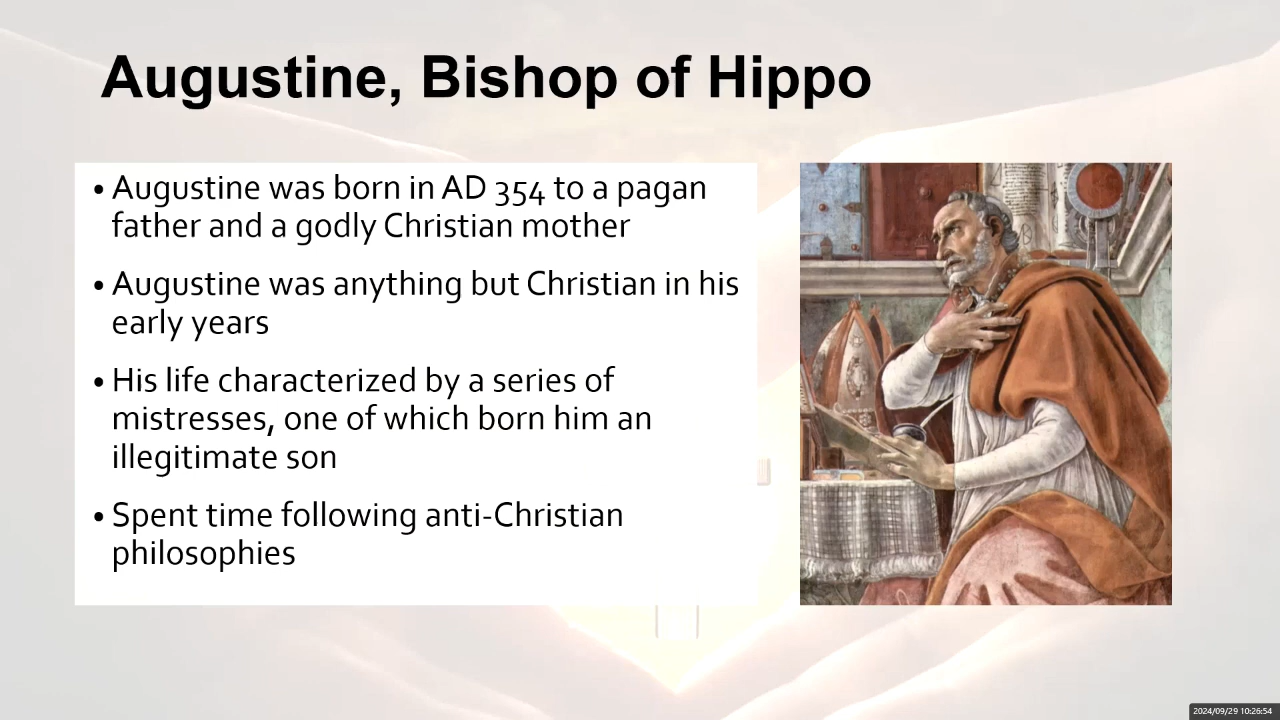 Augustine, Bishop of Hippo
• Augustine was born in AD 354 to a pagan
father and a godly Christian mother
• Augustine was anything but Christian in his
early years
• His life characterized by a series of
mistresses, one of which born him an
illegitimate son
• Spent time following anti-Christian
philosophies
2024/09/29 10:26:54